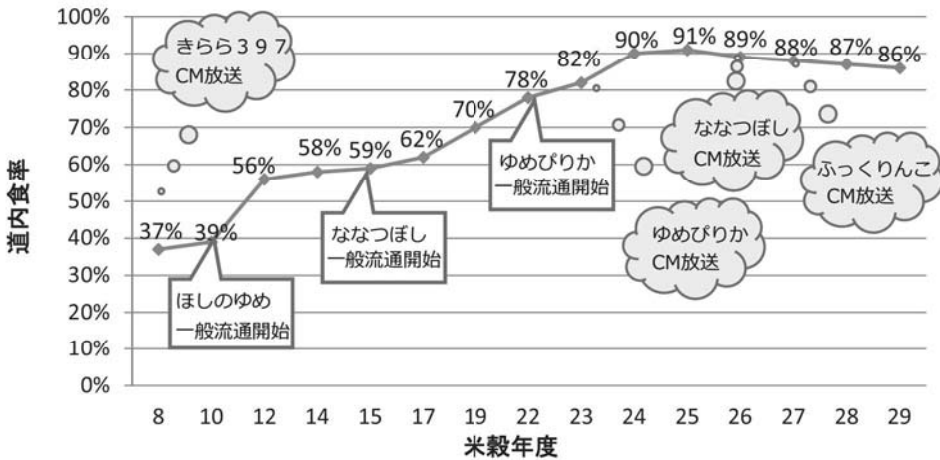 100%
90%
80%
70%
60%
50%
40%
30%
20%
10%
0%
道内食率
きらら３９７
CM放送
37%
39%
56%
58%
59%
62%
70%
78%
82%
90%
91%
89%
88%
87%
86%
ほしのゆめ
一般流通開始
ななつぼし
一般流通開始
ゆめぴりか
一般流通開始
ゆめぴりか
CM放送
ななつぼし
CM放送
ふっくりんこ
CM放送
8 10 12 14 15 17 19 22 23 24 25 26 27 28 29
米穀年度